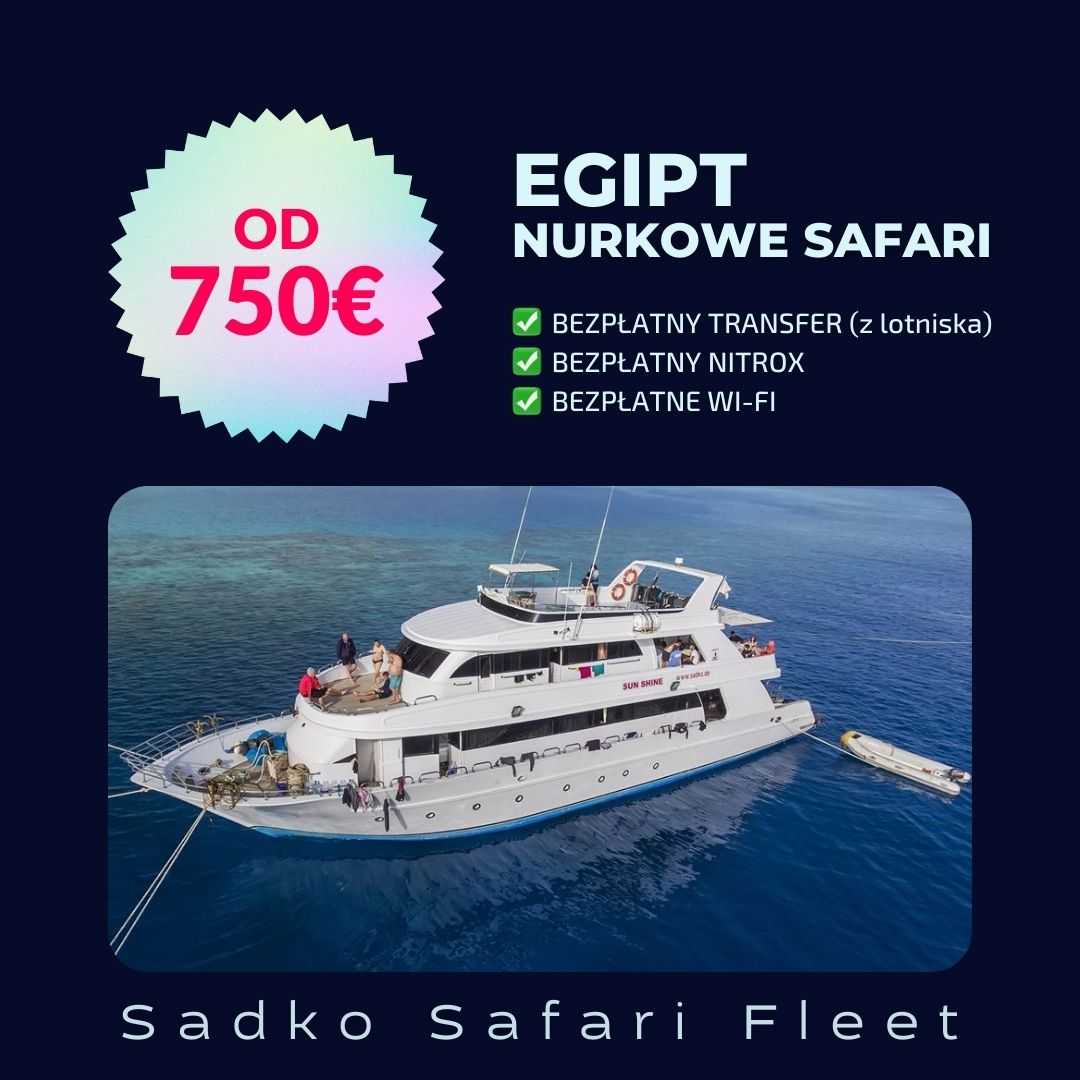 OD
750€
EGIPT
NURKOWE SAFARI
✅ BEZPŁATNY TRANSFER (z lotniska)
✅ BEZPŁATNY NITROX
✅ BEZPŁATNE WI-FI
SUN SHINE
www.sadko.de
Sadko Safari Fleet